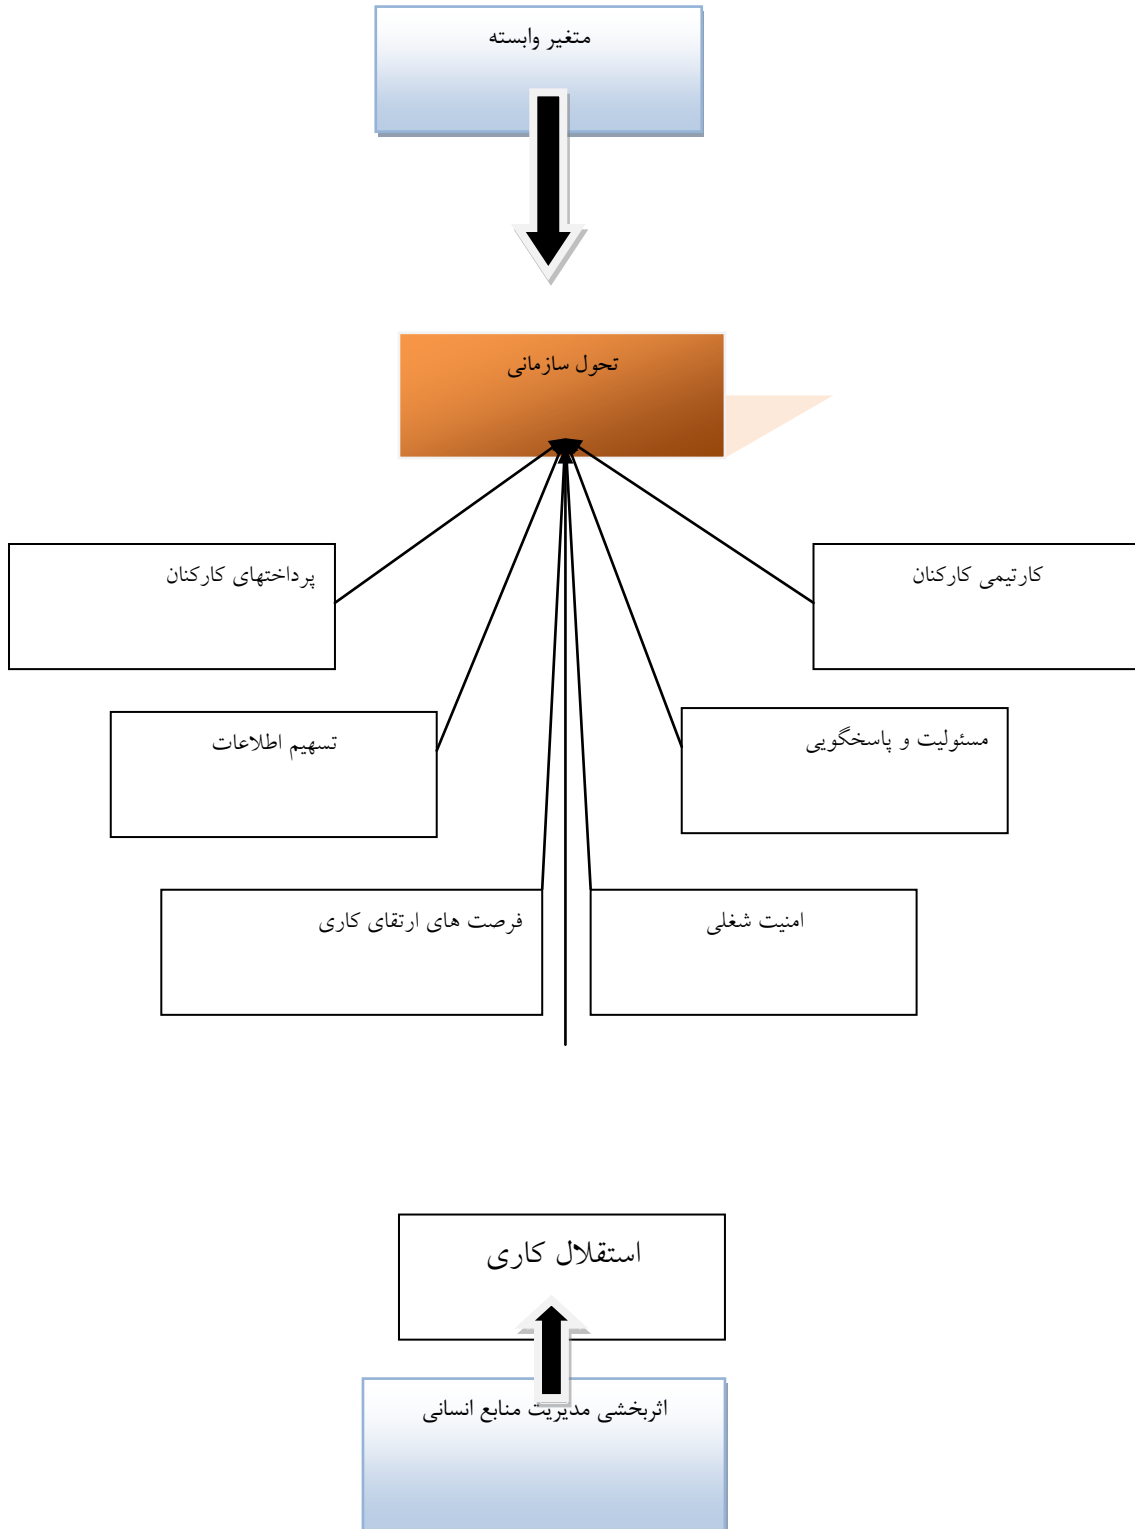 متغیر وابسته
تحول سازمانی
کارتیمی کارکنان
پرداختهای کارکنان
مسئولیت و پاسخگویی
تسهیم اطلاعات
امنیت شغلی
فرصت های ارتقای کاری
استقلال کاری
اثربخشی مدیریت منابع انسانی